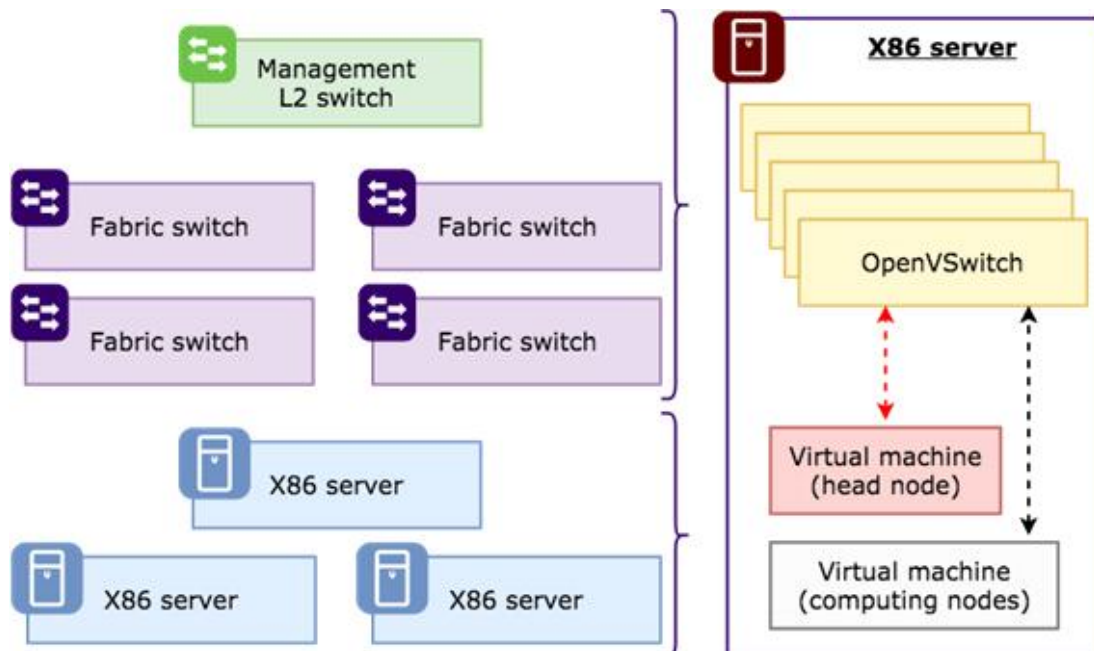 Management
L2 switch
Fabric switch
Fabric switch
Fabric switch
Fabric switch
X86 server
X86 server
X86 server
X86 server
OpenVSwitch
Virtual machine
(head node)
Virtual machine
(computing nodes)